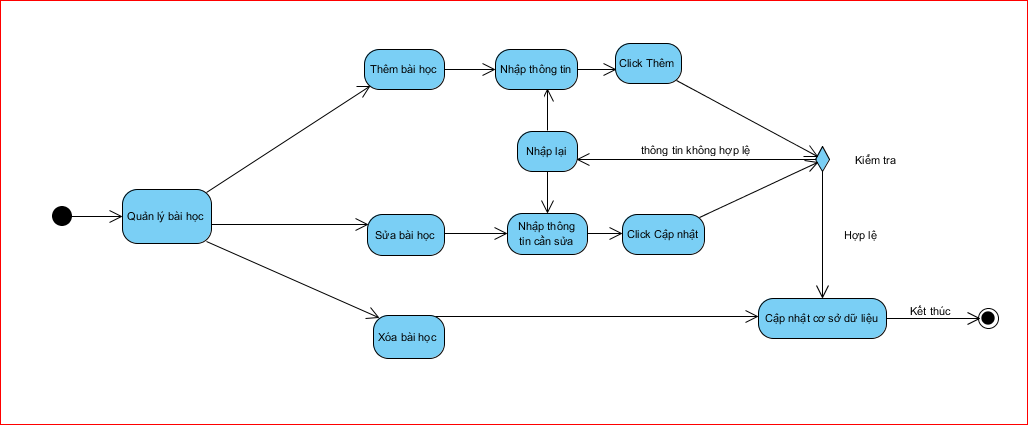 Thêm bài học
Nhập thông tin
Click Thêm
Nhập lại
thông tin không hợp lệ
Kiểm tra
Quản lý bài học
Sửa bài học
Nhập thông
tin cần sửa
Click Cập nhật
Hợp lệ
Xóa bài học
Cập nhật cơ sở dữ liệu
Kết thúc